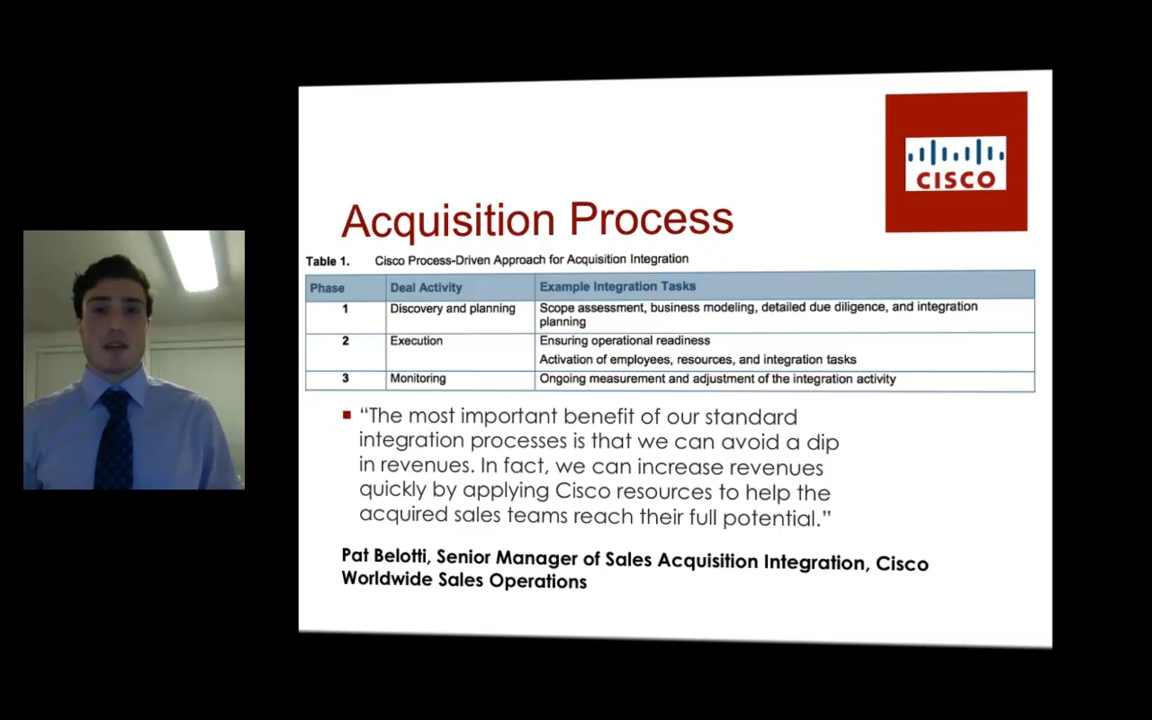 CISCO
Acquisition Process
Table 1. Cisco Process-Driven Approach for Acquisition Integration
Phase Deal Activity Example Integration Tasks
1 Discovery and planning Scope assessment, business modeling, detailed due diligence, and integration
planning
2 Execution Ensuring operational readiness
Activation of employees, resources, and integration tasks
3 Monitoring Ongoing measurement and adjustment of the integration activity
“The most important benefit of our standard
integration processes is that we can avoid a dip
in revenues. In fact, we can increase revenues
quickly by applying Cisco resources to help the
acquired sales teams reach their full potential.”
Pat Belotti, Senior Manager of Sales Acquisition Integration, Cisco
Worldwide Sales Operations